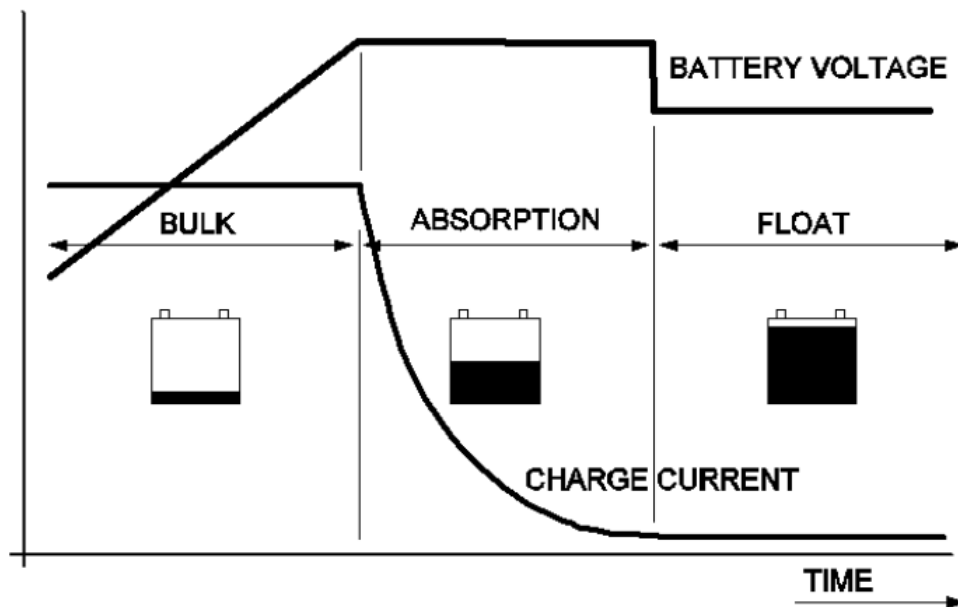 BATTERY VOLTAGE
BULK
ABSORPTION
FLOAT
CHARGE CURRENT
TIME